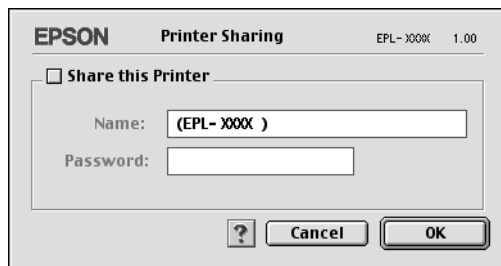 EPSON Printer Sharing EPL-XXXX 1.00
Share this Printer
Name: (EPL-XXXX )
Password:
? Cancel OK